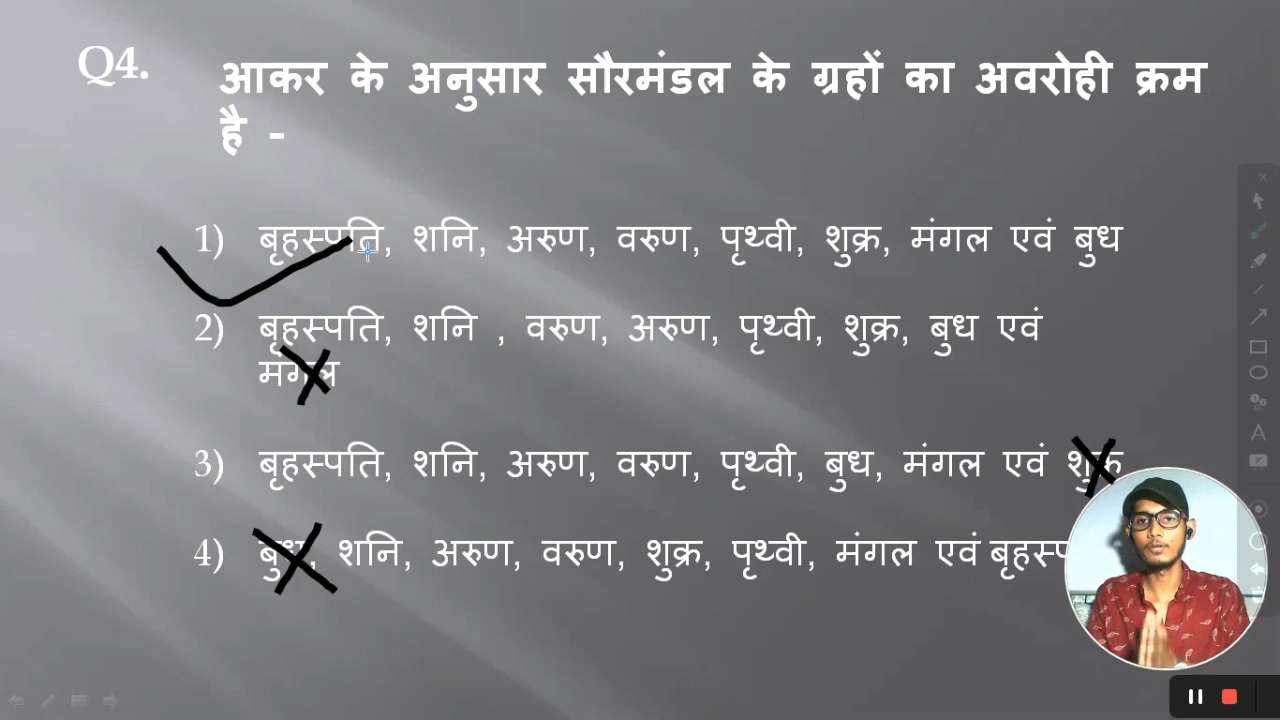 Q4. आकर के अनुसार सौरमंडल के ग्रहों का अवरोही क्रम
है -
1) बृहस्पति, शनि, अरुण, वरुण, पृथ्वी, शुक्र, मंगल एवं बुध
2) बृहस्पति, शनि , वरुण, अरुण, पृथ्वी, शुक्र, बुध एवं
मंगल
3) बृहस्पति, शनि, अरुण, वरुण, पृथ्वी, बुध, मंगल एवं शुक्र
4) बुध, शनि, अरुण, वरुण, शुक्र, पृथ्वी, मंगल एवं